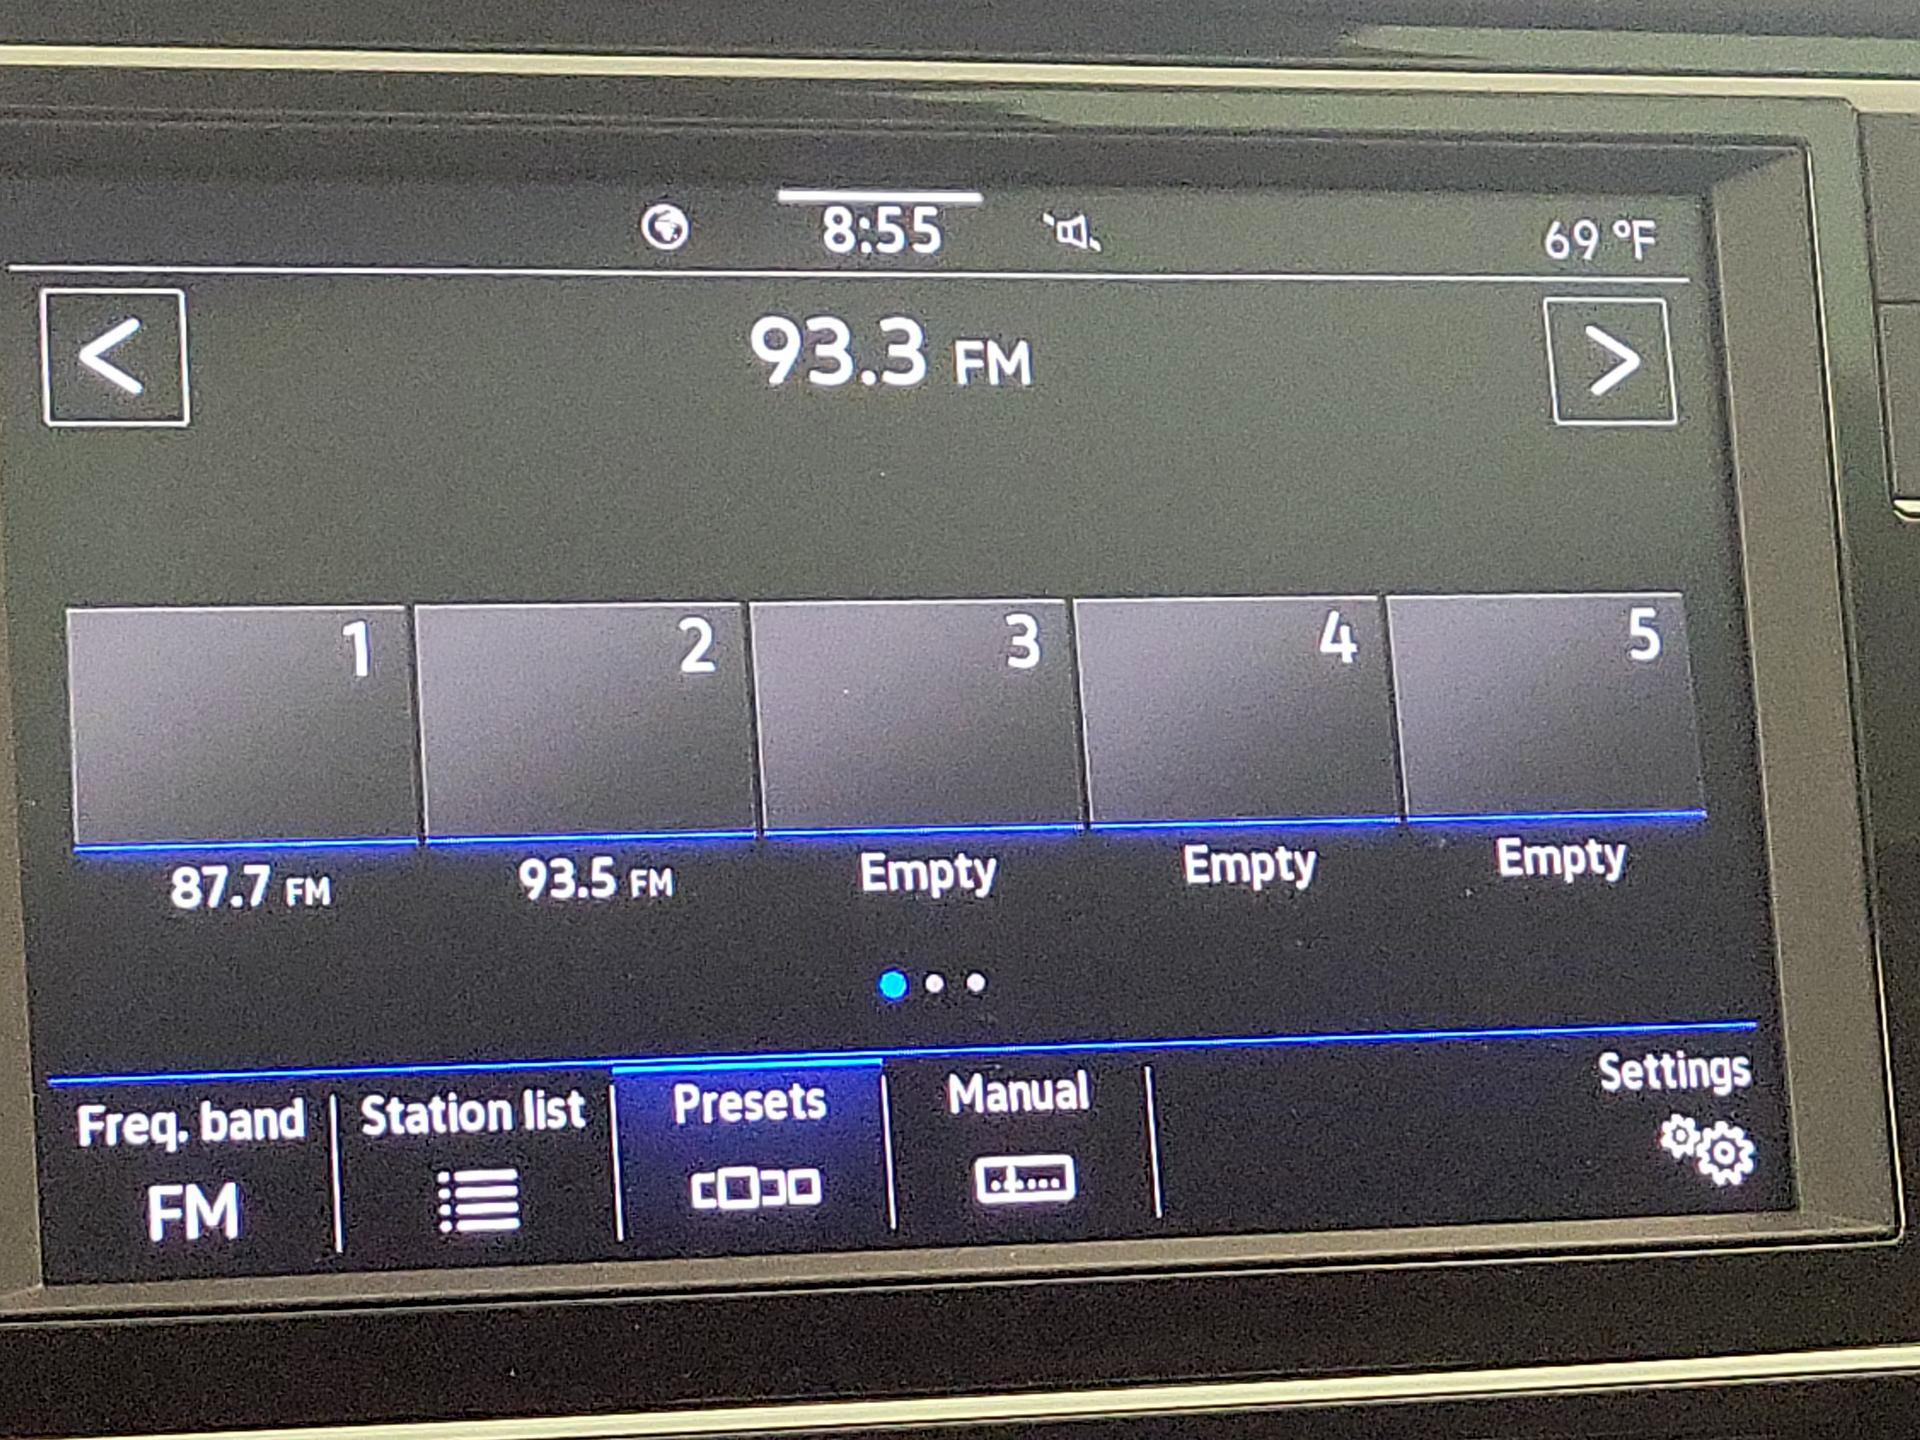 8:55
69 °F
93.3 FM
1
2
3
4
5
87.7 FM
93.5 FM
Empty
Empty
Empty
Freq. band
Station list
Presets
Manual
Settings
FM